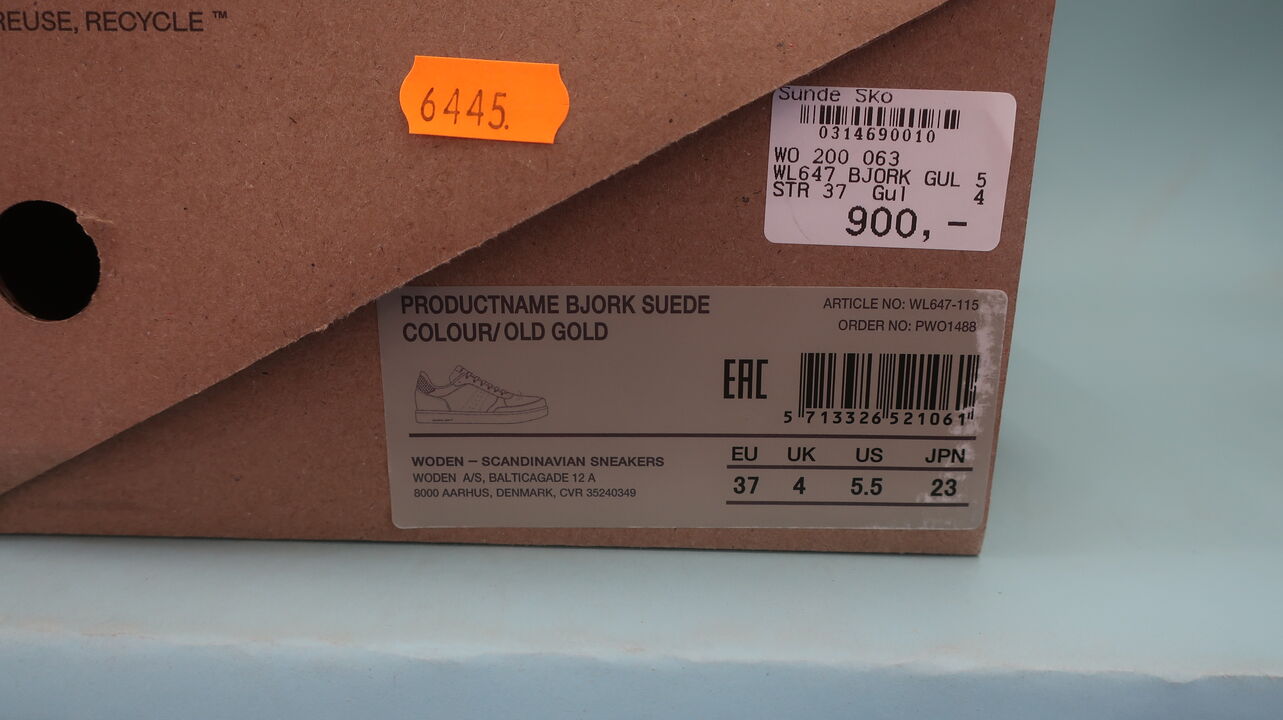 REUSE, RECYCLE ™
6445.
Sunde Sko
0314690010
WO 200 063
WL647 BJORK GUL 5
STR 37 Gul 4
900,-
PRODUCTNAME BJORK SUEDE
COLOUR/OLD GOLD
ARTICLE NO: WL647-115
ORDER NO: PWO1488
EAC
5 713326 521061
WODEN – SCANDINAVIAN SNEAKERS
WODEN A/S, BALTICAGADE 12 A
8000 AARHUS, DENMARK, CVR 35240349
EU UK US JPN
37 4 5.5 23